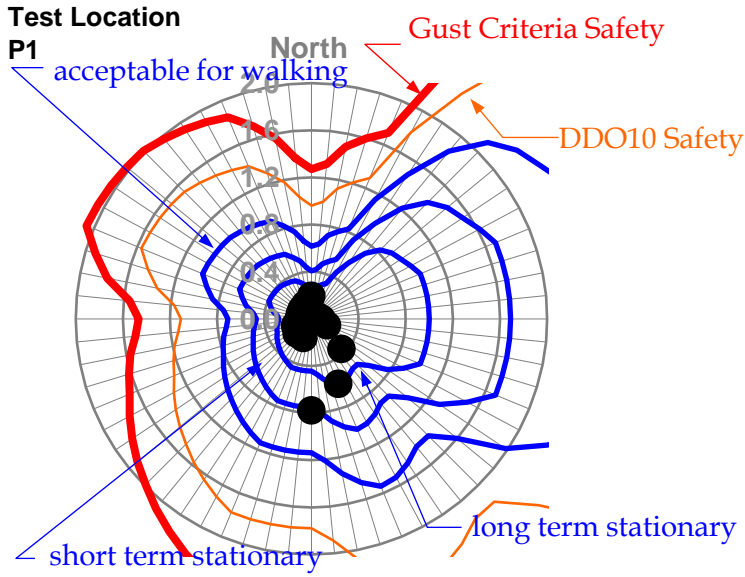 Test Location
P1
North
Gust Criteria Safety
acceptable for walking
2.0
DDO10 Safety
1.6
1.2
0.8
0.4
0.0
long term stationary
short term stationary